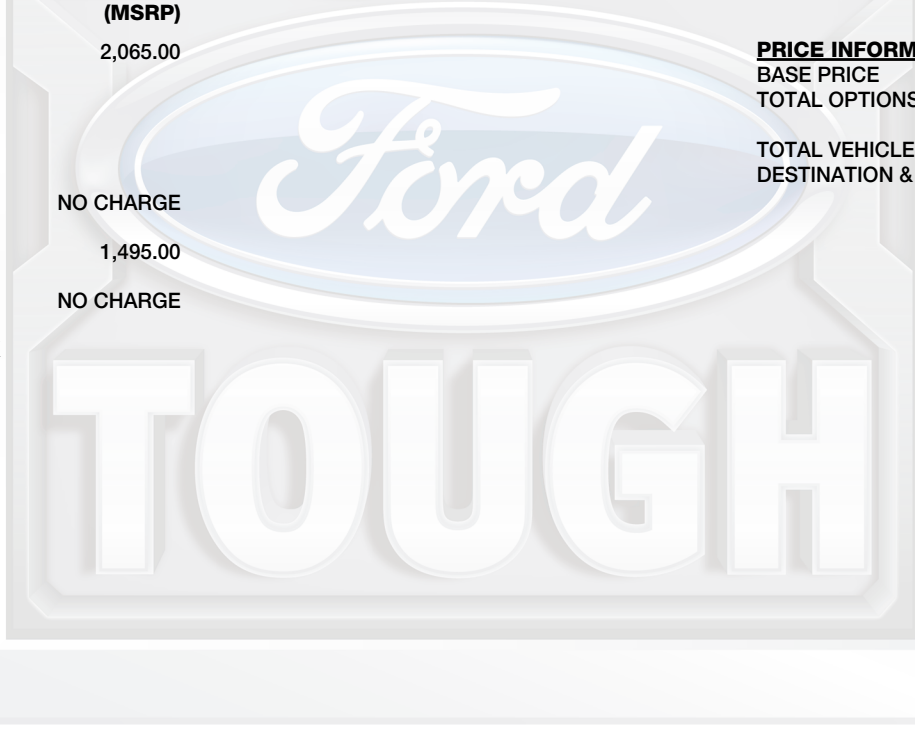 (MSRP)
2,065.00
NO CHARGE
1,495.00
NO CHARGE
PRICE INFORM
BASE PRICE
TOTAL OPTIONS
TOTAL VEHICLE
DESTINATION &
Ford
TOUGH